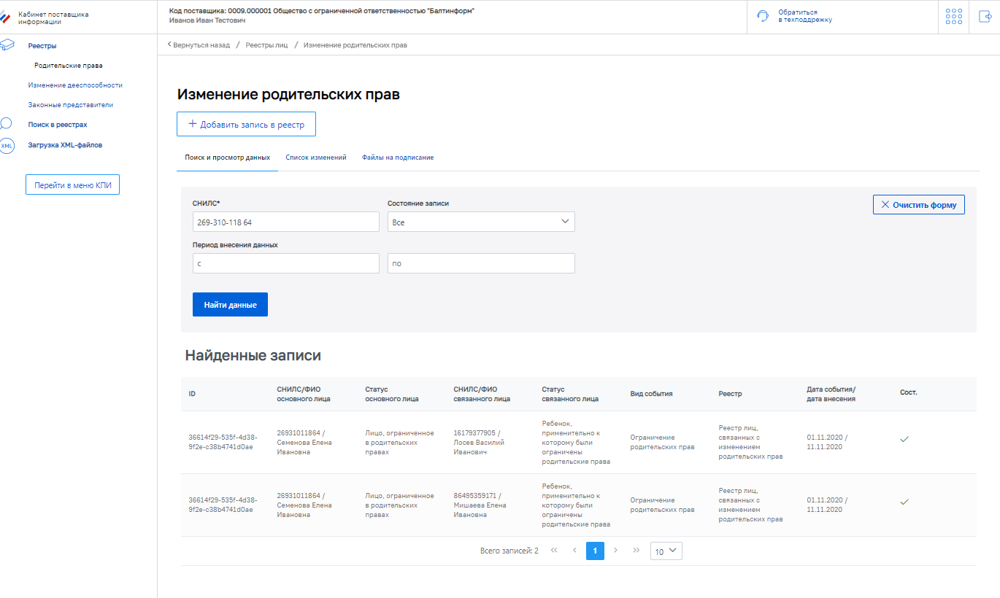 Кабинет поставщика
информации
Код поставщика: 0009.000001 Общество с ограниченной ответственностью "Балтинформ"
Иванов Иван Тестович
Обратиться
в техподдрежку
Реестры
Родительские права
Изменение дееспособности
Законные представители
Поиск в реестрах
XML
Загрузка XML-файлов
Перейти в меню КПИ
Вернуться назад / Реестры лиц / Изменение родительских прав
Изменение родительских прав
+ Добавить запись в реестр
Поиск и просмотр данных Список изменений Файлы на подписание
СНИЛС* Состояние записи
269-310-118 64 Все
Очистить форму
Период внесения данных
с по
Найти данные
Найденные записи
ID
СНИЛС/ФИО
основного лица
Статус
основного лица
СНИЛС/ФИО
связанного лица
Статус
связанного лица
Вид события
Реестр
Дата события/
дата внесения
Сост.
36614f29-535f-4d38-
9f2e-c38b4741d0ae
26931011864 /
Семенова Елена
Ивановна
Лицо, ограниченное
в родительских
правах
16179377905 /
Лосев Василий
Иванович
Ребенок,
применительно к
которому были
ограничены
родительские права
Ограничение
родительских прав
Реестр лиц,
связанных с
изменением
родительских прав
01.11.2020 /
11.11.2020
36614f29-535f-4d38-
9f2e-c38b4741d0ae
26931011864 /
Семенова Елена
Ивановна
Лицо, ограниченное
в родительских
правах
86495359171 /
Мишаева Елена
Ивановна
Ребенок,
применительно к
которому были
ограничены
родительские права
Ограничение
родительских прав
Реестр лиц,
связанных с
изменением
родительских прав
01.11.2020 /
11.11.2020
Всего записей: 2 1 10